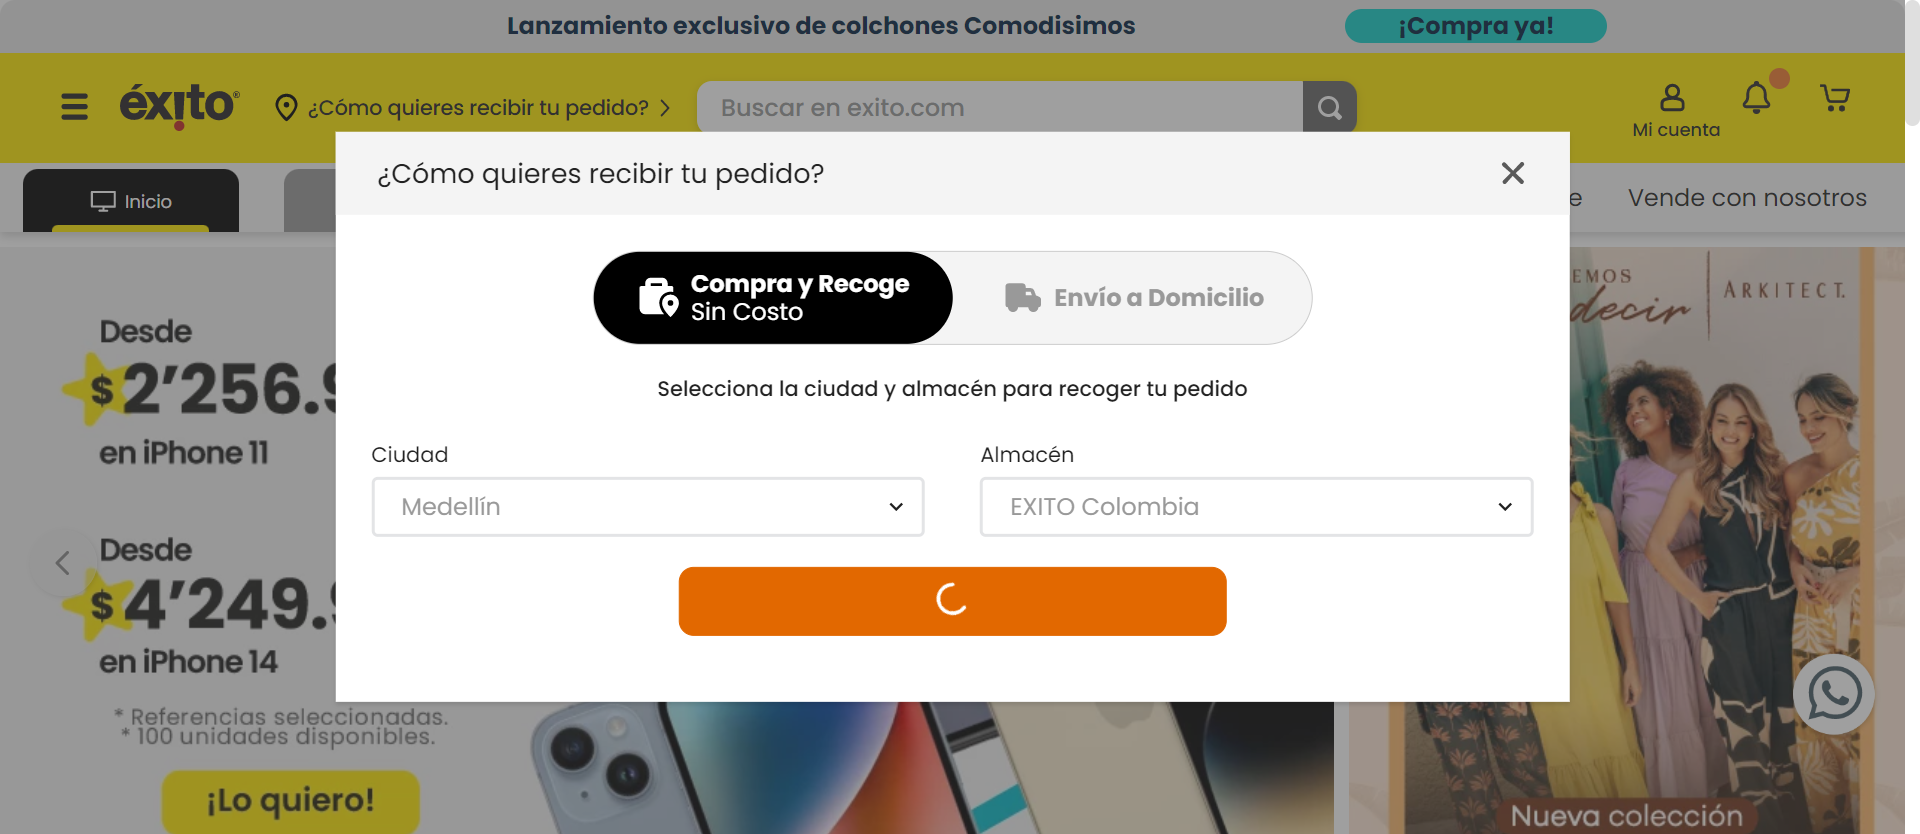 Lanzamiento exclusivo de colchones Comodisimos
¡Compra ya!
éxito
¿Cómo quieres recibir tu pedido?
Buscar en exito.com
Mi cuenta
Inicio
Vende con nosotros
¿Cómo quieres recibir tu pedido?
Compra y Recoge
Sin Costo
Envío a Domicilio
Selecciona la ciudad y almacén para recoger tu pedido
Ciudad
Almacén
Medellín
EXITO Colombia
Desde
$2'256.9
en iPhone 11
Desde
$4'249.9
en iPhone 14
* Referencias seleccionadas.
* 100 unidades disponibles.
¡Lo quiero!
EMOS
decir
ARKITECT.
Nueva colección